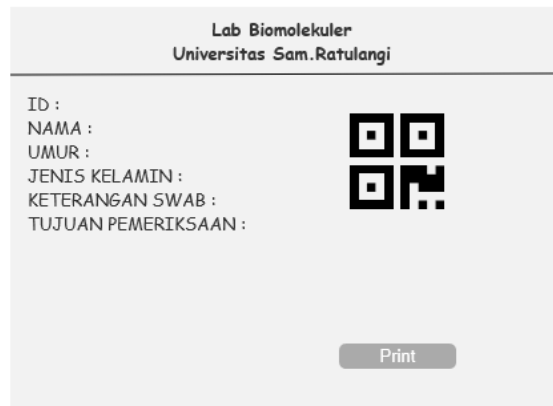 Lab Biomolekuler
Universitas Sam.Ratulangi
ID :
NAMA :
UMUR :
JENIS KELAMIN :
KETERANGAN SWAB :
TUJUAN PEMERIKSAAN :
Print